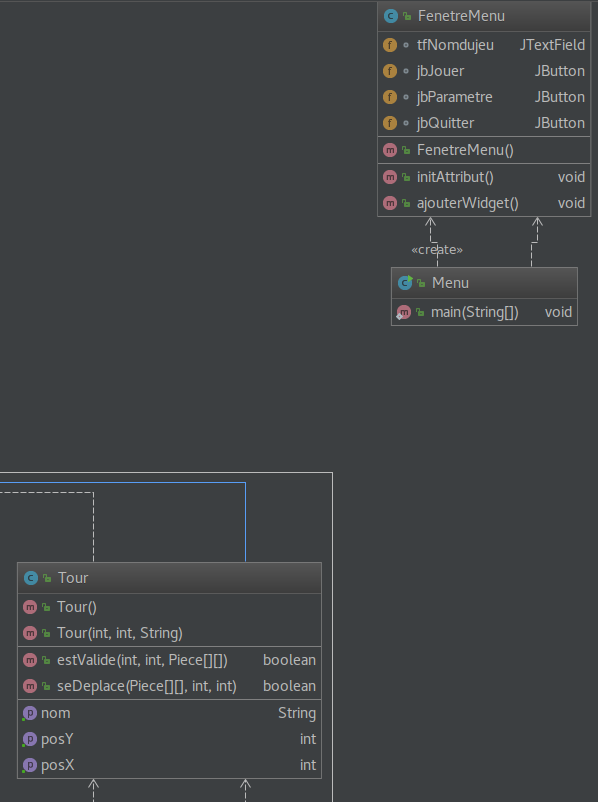 FenetreMenu
tfNomdujeu JTextField
jbJouer JButton
jbParametre JButton
jbQuitter JButton
FenetreMenu()
initAttribut() void
ajouterWidget() void
«create»
Menu
main(String[]) void
Tour
Tour()
Tour(int, int, String)
estValide(int, int, Piece[][]) boolean
seDeplace(Piece[][], int, int) boolean
nom String
posY int
posX int